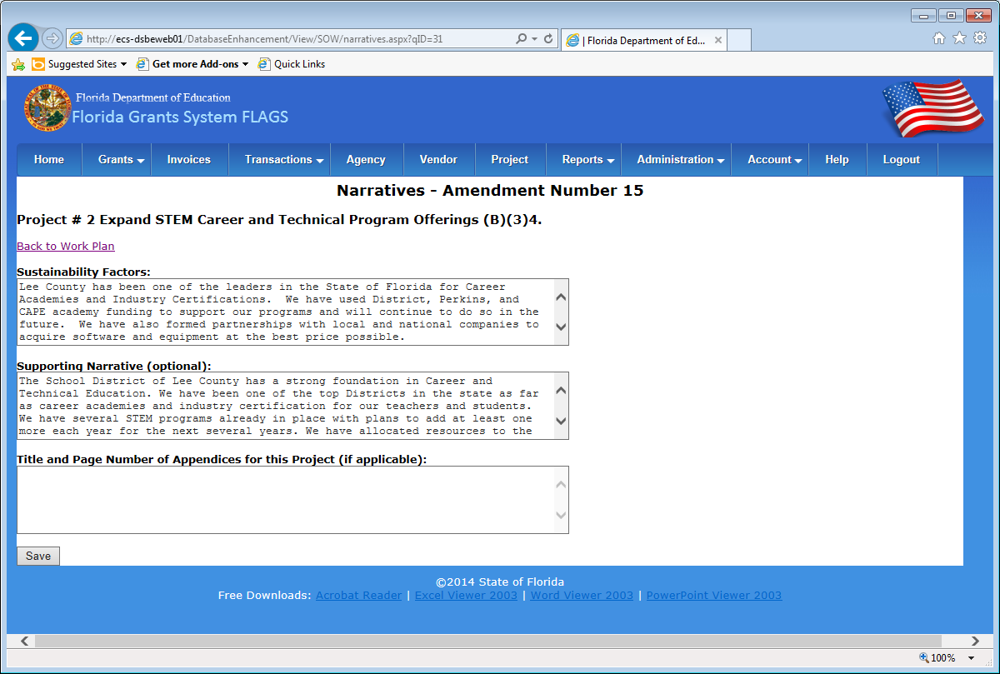 http://ecs-dsbeweb01/DatabaseEnhancement/View/SOW/narratives.aspx?qID=31
| Florida Department of Ed...
Suggested Sites
Get more Add-ons
Quick Links
Florida Department of Education
Florida Grants System FLAGS
Home Grants Invoices Transactions Agency Vendor Project Reports Administration Account Help Logout
Narratives - Amendment Number 15
Project # 2 Expand STEM Career and Technical Program Offerings (B)(3)4.
Back to Work Plan
Sustainability Factors:
Lee County has been one of the leaders in the State of Florida for Career
Academies and Industry Certifications.  We have used District, Perkins, and
CAPE academy funding to support our programs and will continue to do so in the
future.  We have also formed partnerships with local and national companies to
acquire software and equipment at the best price possible.
Supporting Narrative (optional):
The School District of Lee County has a strong foundation in Career and
Technical Education. We have been one of the top Districts in the state as far
as career academies and industry certification for our teachers and students.
We have several STEM programs already in place with plans to add at least one
more each year for the next several years. We have allocated resources to the
Title and Page Number of Appendices for this Project (if applicable):
Save
©2014 State of Florida
Free Downloads: Acrobat Reader | Excel Viewer 2003 | Word Viewer 2003 | PowerPoint Viewer 2003
100%